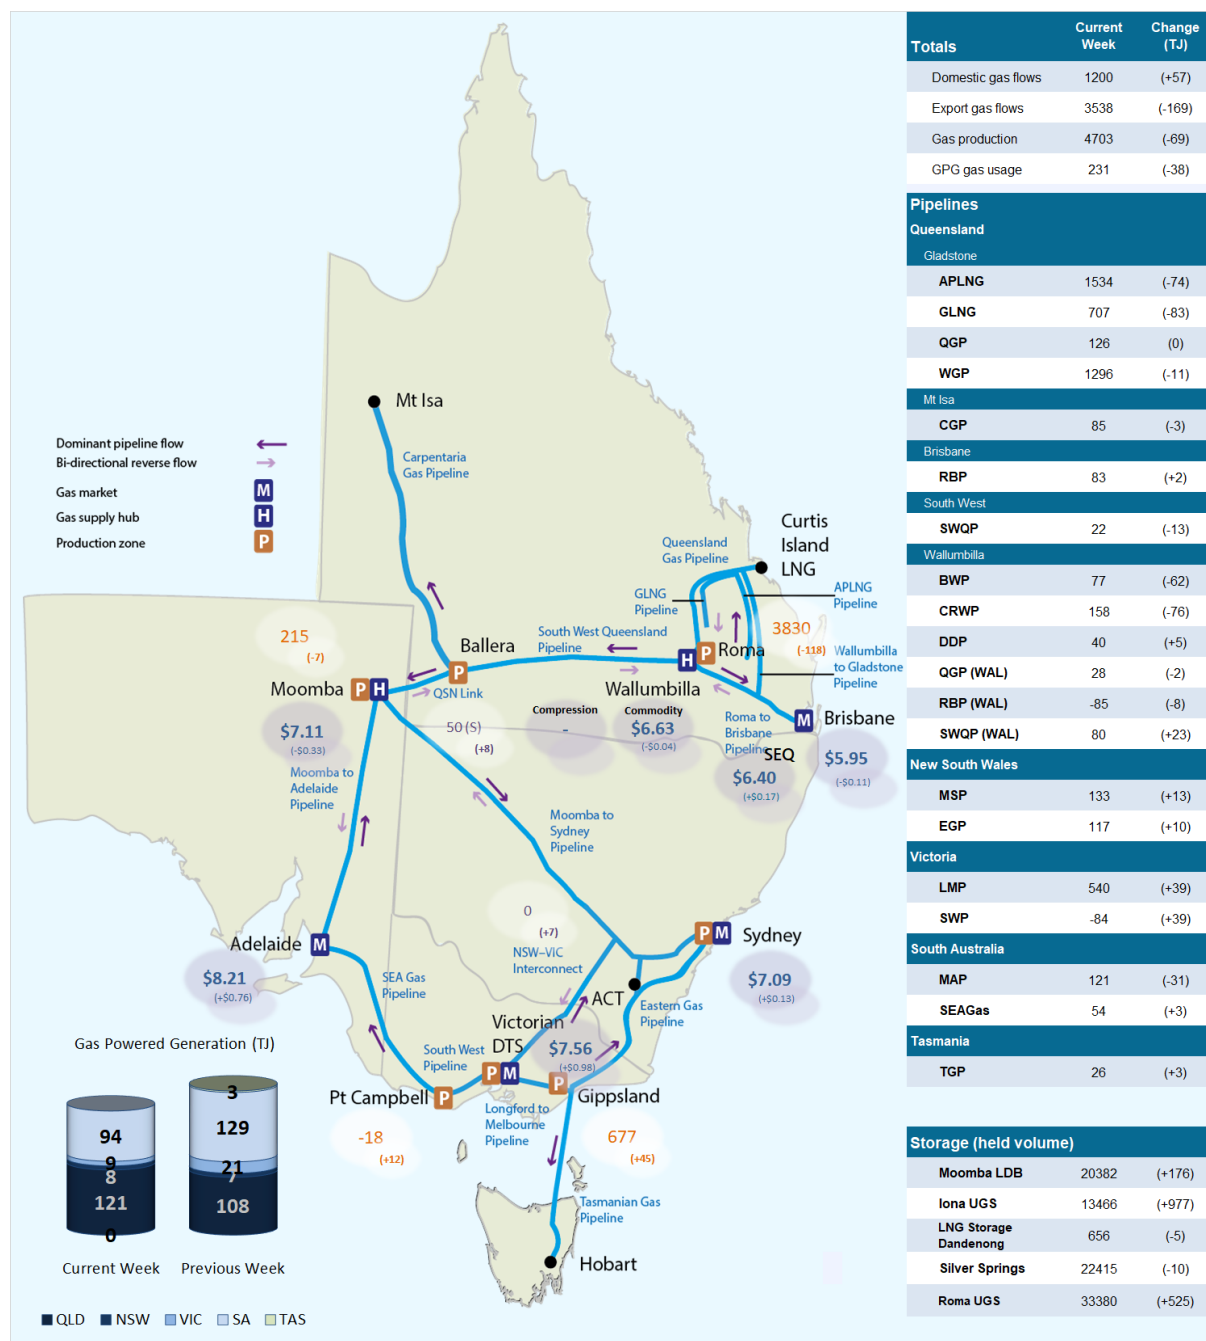 Mt Isa
Dominant pipeline flow
Bi-directional reverse flow
Gas market
M
Gas supply hub
H
Production zone
P
Carpentaria
Gas Pipeline
Curtis
Island
LNG
Queensland
Gas Pipeline
GLNG
Pipeline
APLNG
Pipeline
215
(-7)
Ballera
South West Queensland
Pipeline
3830
(-118)
H
P
Roma
Wallumbilla
to Gladstone
Pipeline
Moomba
P
H
P
QSN Link
Wallumbilla
$7.11
(-$0.33)
50 (S)
(+8)
Compression
-
Commodity
$6.63
(-$0.04)
Roma to
Brisbane
Pipeline
M
Brisbane
SEQ
$6.40
(+$0.17)
$5.95
(-$0.11)
Moomba to
Adelaide
Pipeline
Moomba to
Sydney
Pipeline
0
(+7)
NSW–VIC
Interconnect
Adelaide
M
$8.21
(+$0.76)
SEA Gas
Pipeline
P
M
Sydney
$7.09
(+$0.13)
ACT
Eastern Gas
Pipeline
Victorian
DTS
$7.56
(+$0.98)
South West
Pipeline
P
M
P
Gippsland
Pt Campbell
P
-18
(+12)
Longford to
Melbourne
Pipeline
677
(+45)
Tasmanian Gas
Pipeline
Hobart
Gas Powered Generation (TJ)
94
9
8
121
0
3
129
21
7
108
Current Week
Previous Week
QLD
NSW
VIC
SA
TAS
Totals Current Week Change (TJ)
Domestic gas flows 1200 (+57)
Export gas flows 3538 (-169)
Gas production 4703 (-69)
GPG gas usage 231 (-38)
Pipelines
Queensland
Gladstone
APLNG 1534 (-74)
GLNG 707 (-83)
QGP 126 (0)
WGP 1296 (-11)
Mt Isa
CGP 85 (-3)
Brisbane
RBP 83 (+2)
South West
SWQP 22 (-13)
Wallumbilla
BWP 77 (-62)
CRWP 158 (-76)
DDP 40 (+5)
QGP (WAL) 28 (-2)
RBP (WAL) -85 (-8)
SWQP (WAL) 80 (+23)
New South Wales
MSP 133 (+13)
EGP 117 (+10)
Victoria
LMP 540 (+39)
SWP -84 (+39)
South Australia
MAP 121 (-31)
SEAGas 54 (+3)
Tasmania
TGP 26 (+3)
Storage (held volume)
Moomba LDB 20382 (+176)
Iona UGS 13466 (+977)
LNG Storage Dandenong 656 (-5)
Silver Springs 22415 (-10)
Roma UGS 33380 (+525)